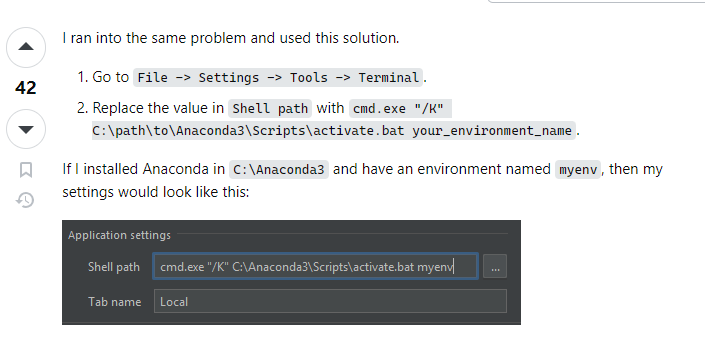 I ran into the same problem and used this solution.
1. Go to File -> Settings -> Tools -> Terminal.
42
2. Replace the value in Shell path with cmd.exe "/K"
C:\path\to\Anaconda3\Scripts\activate.bat your_environment_name.
If I installed Anaconda in C:\Anaconda3 and have an environment named myenv, then my
settings would look like this:
Application settings
Shell path cmd.exe "/K" C:\Anaconda3\Scripts\activate.bat myenv ...
Tab name Local